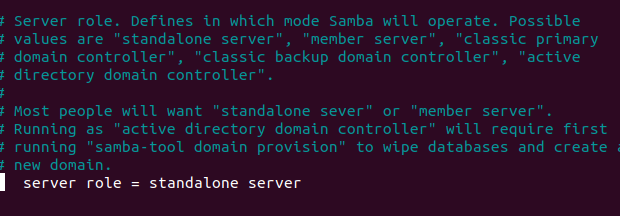 # Server role. Defines in which mode Samba will operate. Possible
# values are "standalone server", "member server", "classic primary
# domain controller", "classic backup domain controller", "active
# directory domain controller".
#
# Most people will want "standalone sever" or "member server".
# Running as "active directory domain controller" will require first
# running "samba-tool domain provision" to wipe databases and create a
# new domain.
server role = standalone server